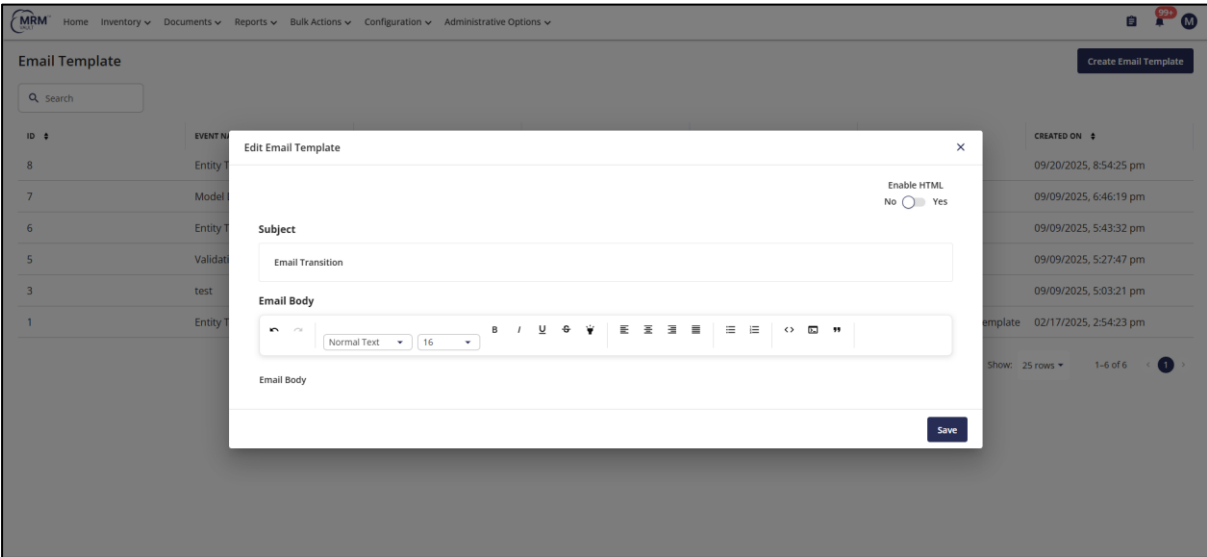 MRM
VAULT
Home Inventory Documents Reports Bulk Actions Configuration Administrative Options 99+ M
Email Template
Create Email Template
Search
ID EVENT NA CREATED ON
Edit Email Template
8 Entity T 09/20/2025, 8:54:25 pm
Enable HTML
7 Model 09/09/2025, 6:46:19 pm
No Yes
6 Entity T 09/09/2025, 5:43:32 pm
Subject
5 Validati 09/09/2025, 5:27:47 pm
Email Transition
3 test 09/09/2025, 5:03:21 pm
Email Body
1 Entity T emplate 02/17/2025, 2:54:23 pm
B I U S
Normal Text 16
Show: 25 rows 1–6 of 6 1
Email Body
Save